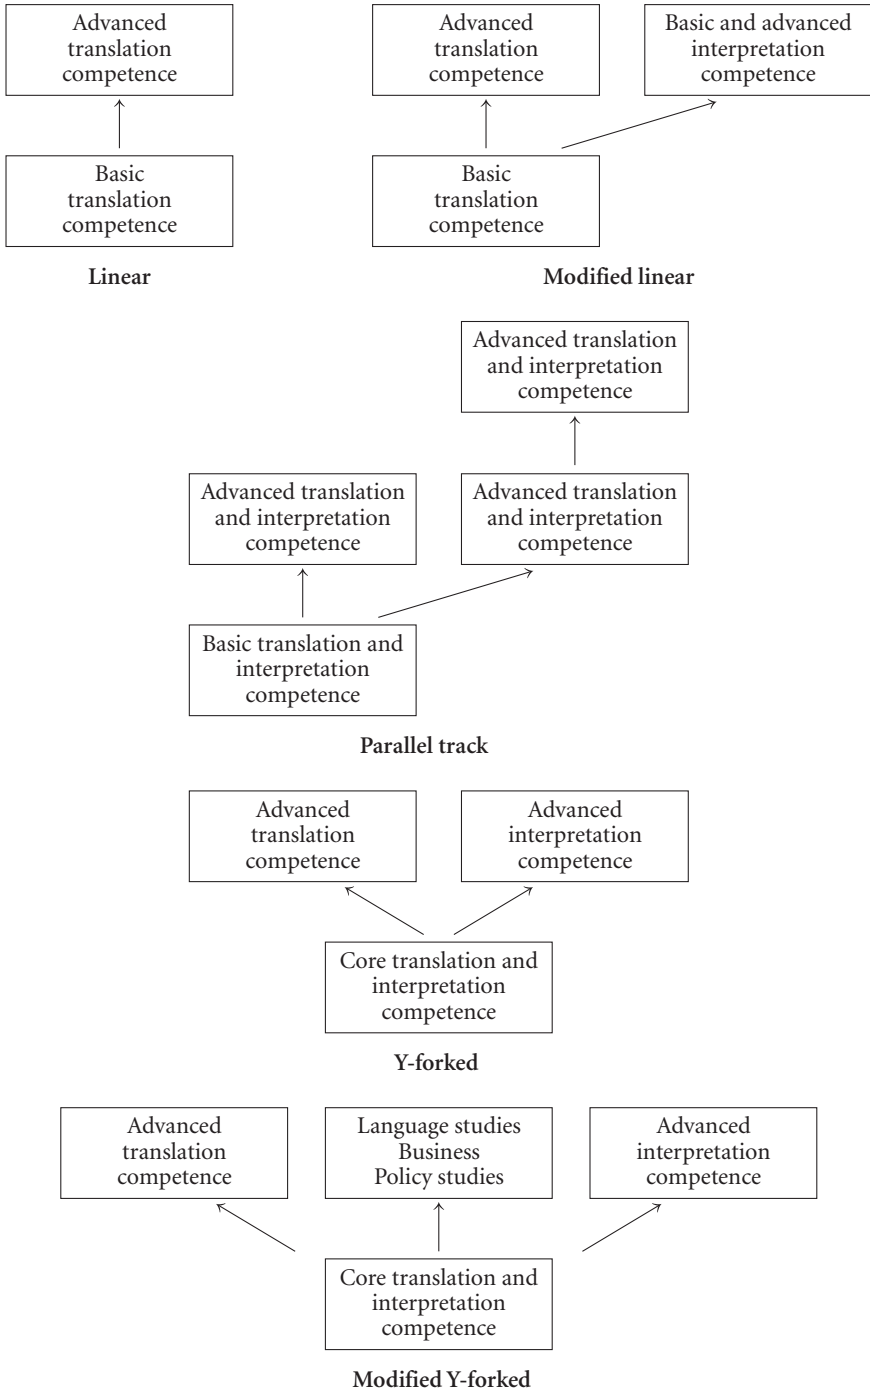 Advanced
translation
competence
Advanced
translation
competence
Basic and advanced
interpretation
competence
Basic
translation
competence
Basic
translation
competence
Linear
Modified linear
Advanced translation
and interpretation
competence
Advanced translation
and interpretation
competence
Advanced translation
and interpretation
competence
Basic translation and
interpretation
competence
Parallel track
Advanced
translation
competence
Advanced
interpretation
competence
Core translation and
interpretation
competence
Y-forked
Advanced
translation
competence
Language studies
Business
Policy studies
Advanced
interpretation
competence
Core translation and
interpretation
competence
Modified Y-forked